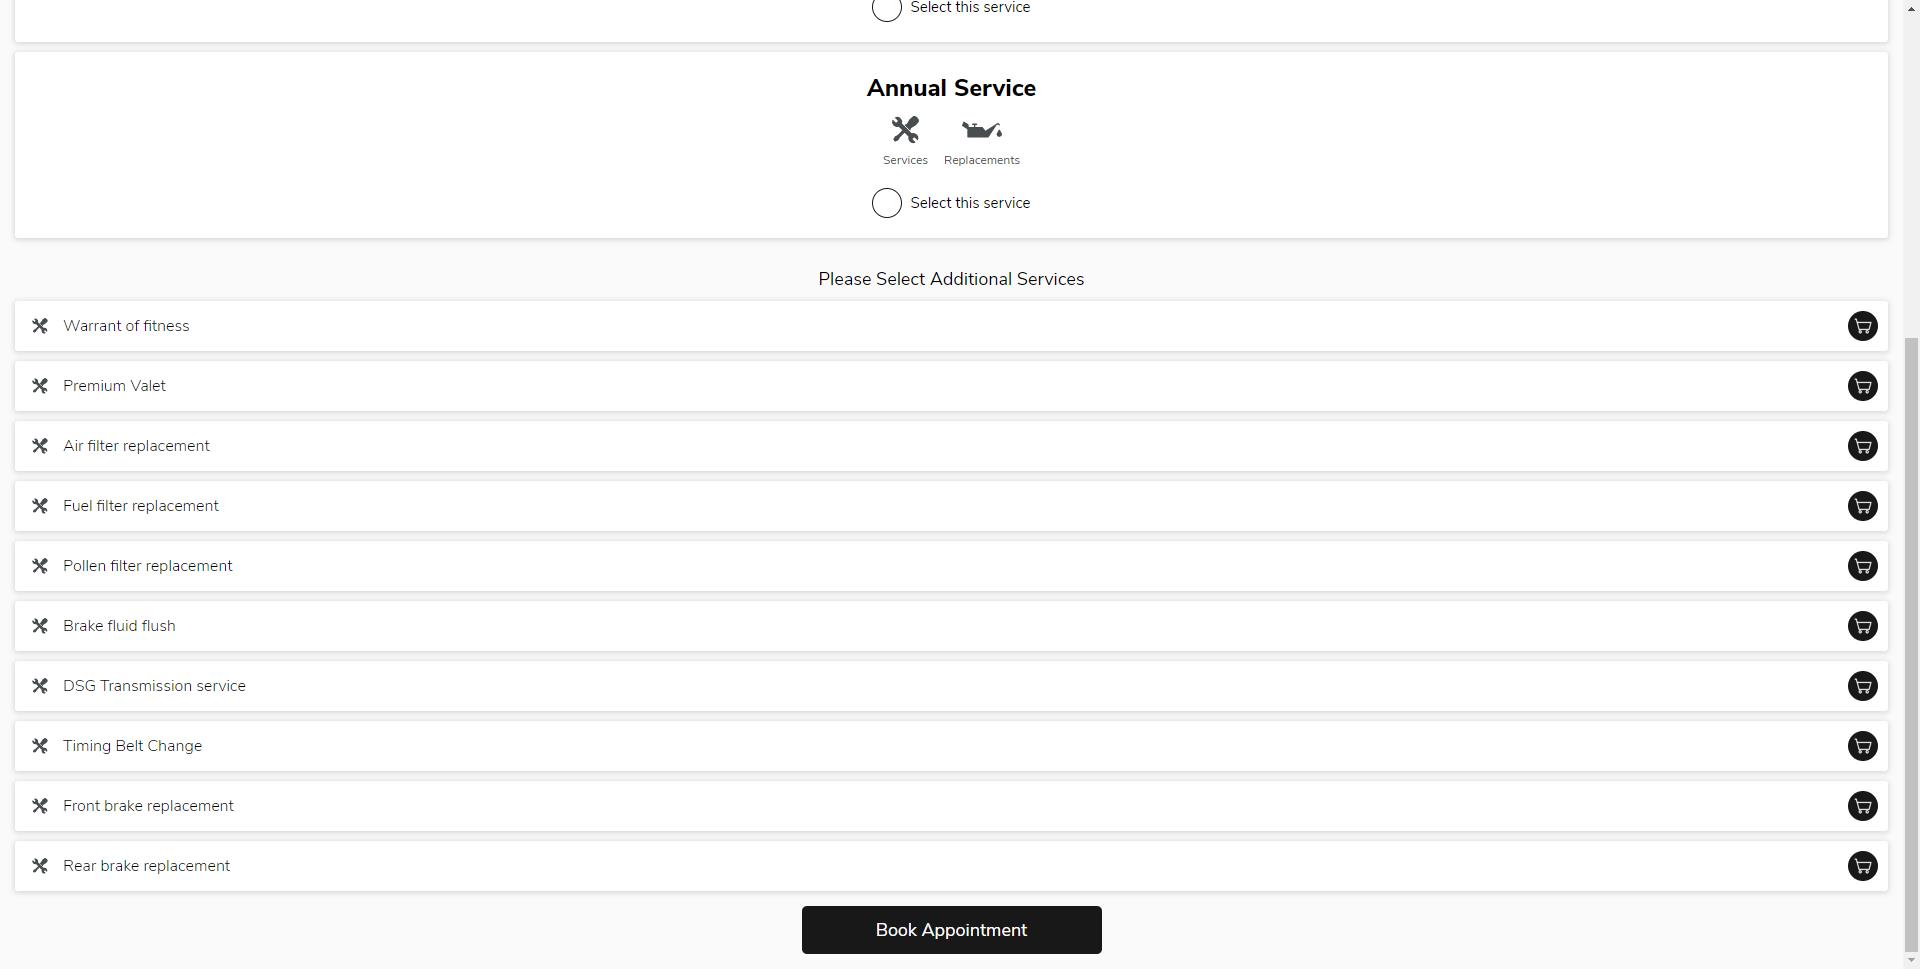 Select this service
Annual Service
Services Replacements
Select this service
Please Select Additional Services
Warrant of fitness
Premium Valet
Air filter replacement
Fuel filter replacement
Pollen filter replacement
Brake fluid flush
DSG Transmission service
Timing Belt Change
Front brake replacement
Rear brake replacement
Book Appointment